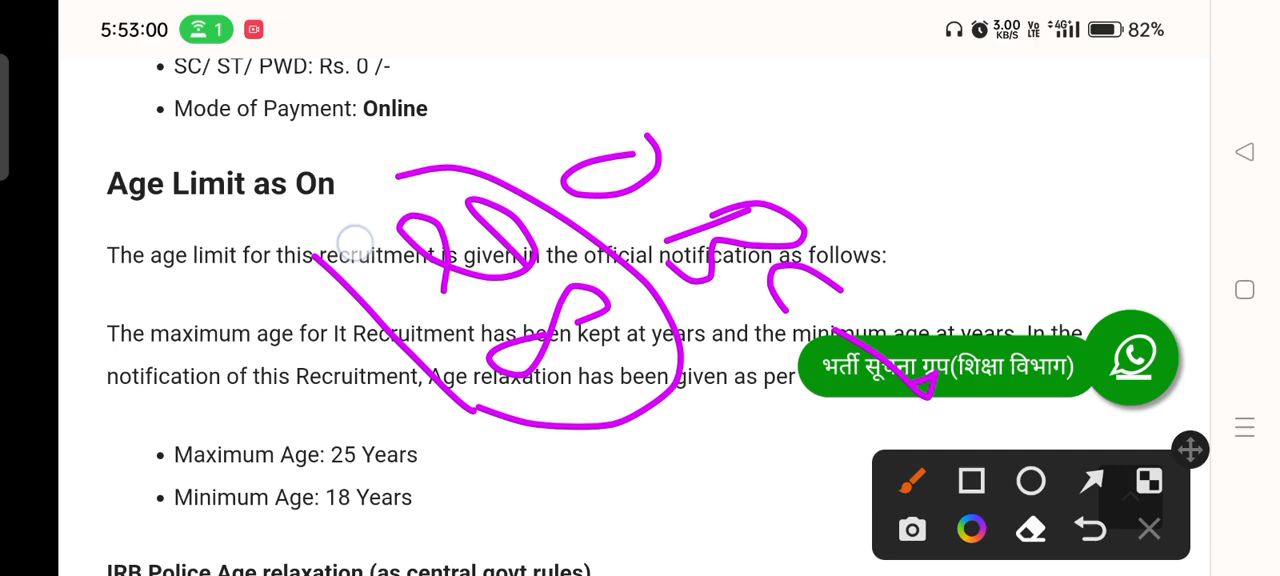 5:53:00 1 3.00 KB/S Vo LTE 4G+ 82%
• SC/ ST/ PWD: Rs. 0 /-
• Mode of Payment: Online
Age Limit as On
The age limit for this recruitment is given in the official notification as follows:
The maximum age for It Recruitment has been kept at years and the minimum age at years. In the
notification of this Recruitment, Age relaxation has been given as per
भर्ती सूचना ग्रुप(शिक्षा विभाग)
• Maximum Age: 25 Years
• Minimum Age: 18 Years
IRB Police Age relaxation (as central govt rules)